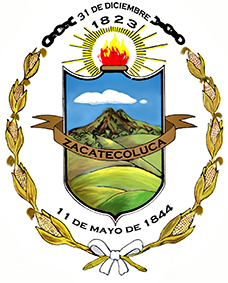 31 DE DICIEMBRE
1823
ZACATECOLUCA
11 DE MAYO DE 1844